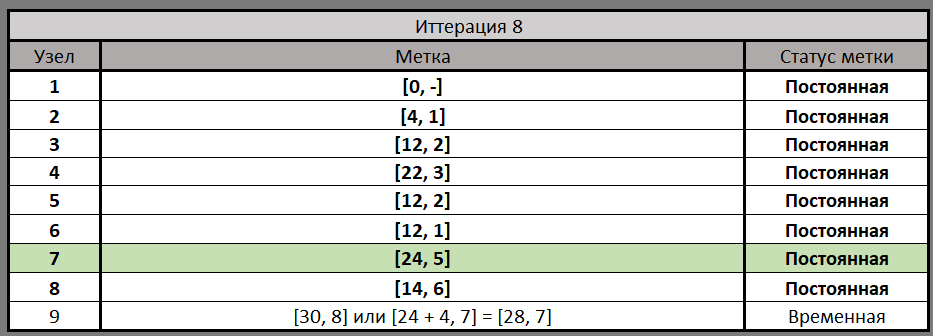 Иттерация 8
Узел Метка Статус метки
1 [0, -] Постоянная
2 [4, 1] Постоянная
3 [12, 2] Постоянная
4 [22, 3] Постоянная
5 [12, 2] Постоянная
6 [12, 1] Постоянная
7 [24, 5] Постоянная
8 [14, 6] Постоянная
9 [30, 8] или [24 + 4, 7] = [28, 7] Временная